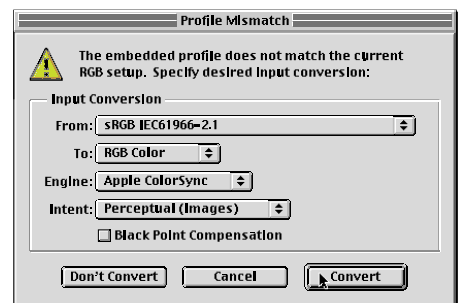 Profile Mismatch
The embedded profile does not match the current
RGB setup. Specify desired input conversion:
Input Conversion
From: sRGB IEC61966-2.1
To: RGB Color
Engine: Apple ColorSync
Intent: Perceptual (Images)
Black Point Compensation
Don't Convert Cancel Convert